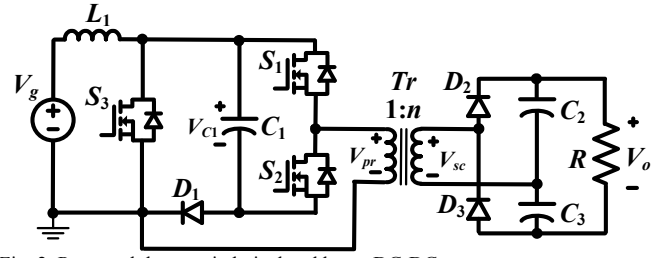 L1
Vg
+
−
S3
+
VC1
−
C1
S1
S2
D1
Tr
1:n
+
Vpr
−
+
Vsc
−
D2
D3
C2
C3
R
+
Vo
−